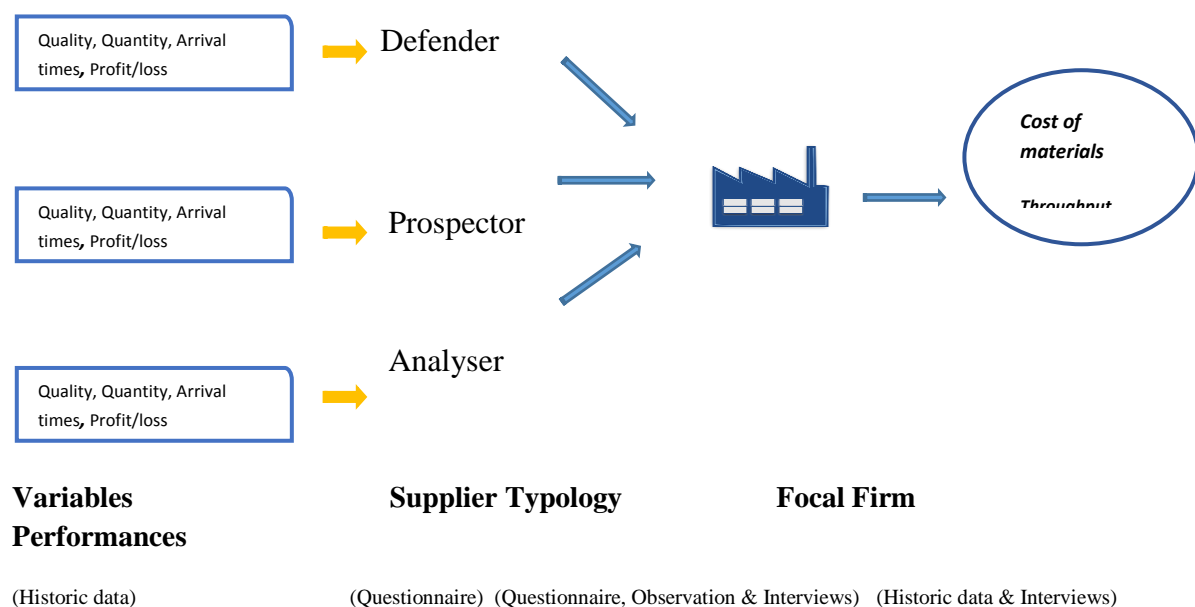 Quality, Quantity, Arrival
times, Profit/loss
Defender
Cost of
materials
Throughput
Quality, Quantity, Arrival
times, Profit/loss
Prospector
Quality, Quantity, Arrival
times, Profit/loss
Analyser
Variables Supplier Typology Focal Firm
Performances
(Historic data) (Questionnaire) (Questionnaire, Observation & Interviews) (Historic data & Interviews)